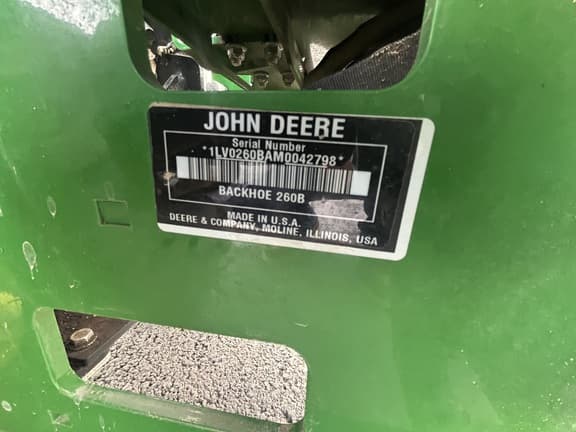 JOHN DEERE
Serial Number
*1LV0260BAM0042798*
BACKHOE 260B
MADE IN U.S.A.
DEERE & COMPANY, MOLINE, ILLINOIS, USA